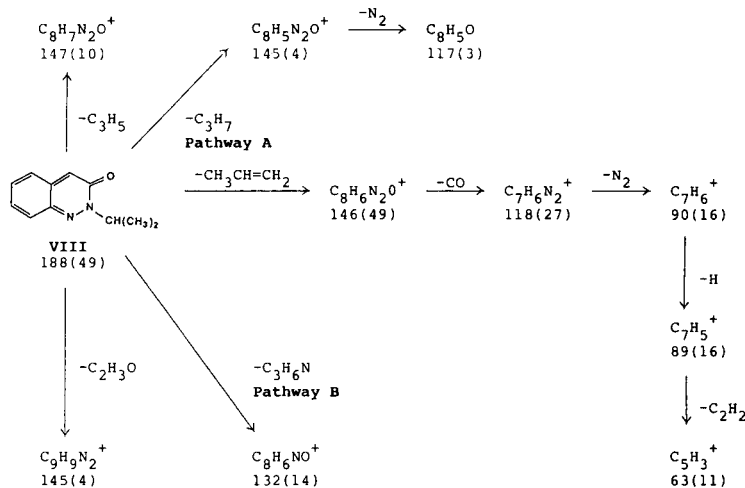 C₈H₇N₂O⁺
147(10)
C₈H₅N₂O⁺
145(4)
-N₂
C₈H₅O
117(3)
-C₃H₅
-C₃H₇
Pathway A
O
N
N
CH(CH₃)₂
VIII
188(49)
-CH₃CH=CH₂
C₈H₆N₂O⁺
146(49)
-CO
C₇H₆N₂⁺
118(27)
-N₂
C₇H₆⁺
90(16)
-H
C₇H₅⁺
89(16)
-C₂H₂
C₅H₃⁺
63(11)
-C₂H₃O
C₉H₉N₂⁺
145(4)
-C₃H₆N
Pathway B
C₈H₆NO⁺
132(14)